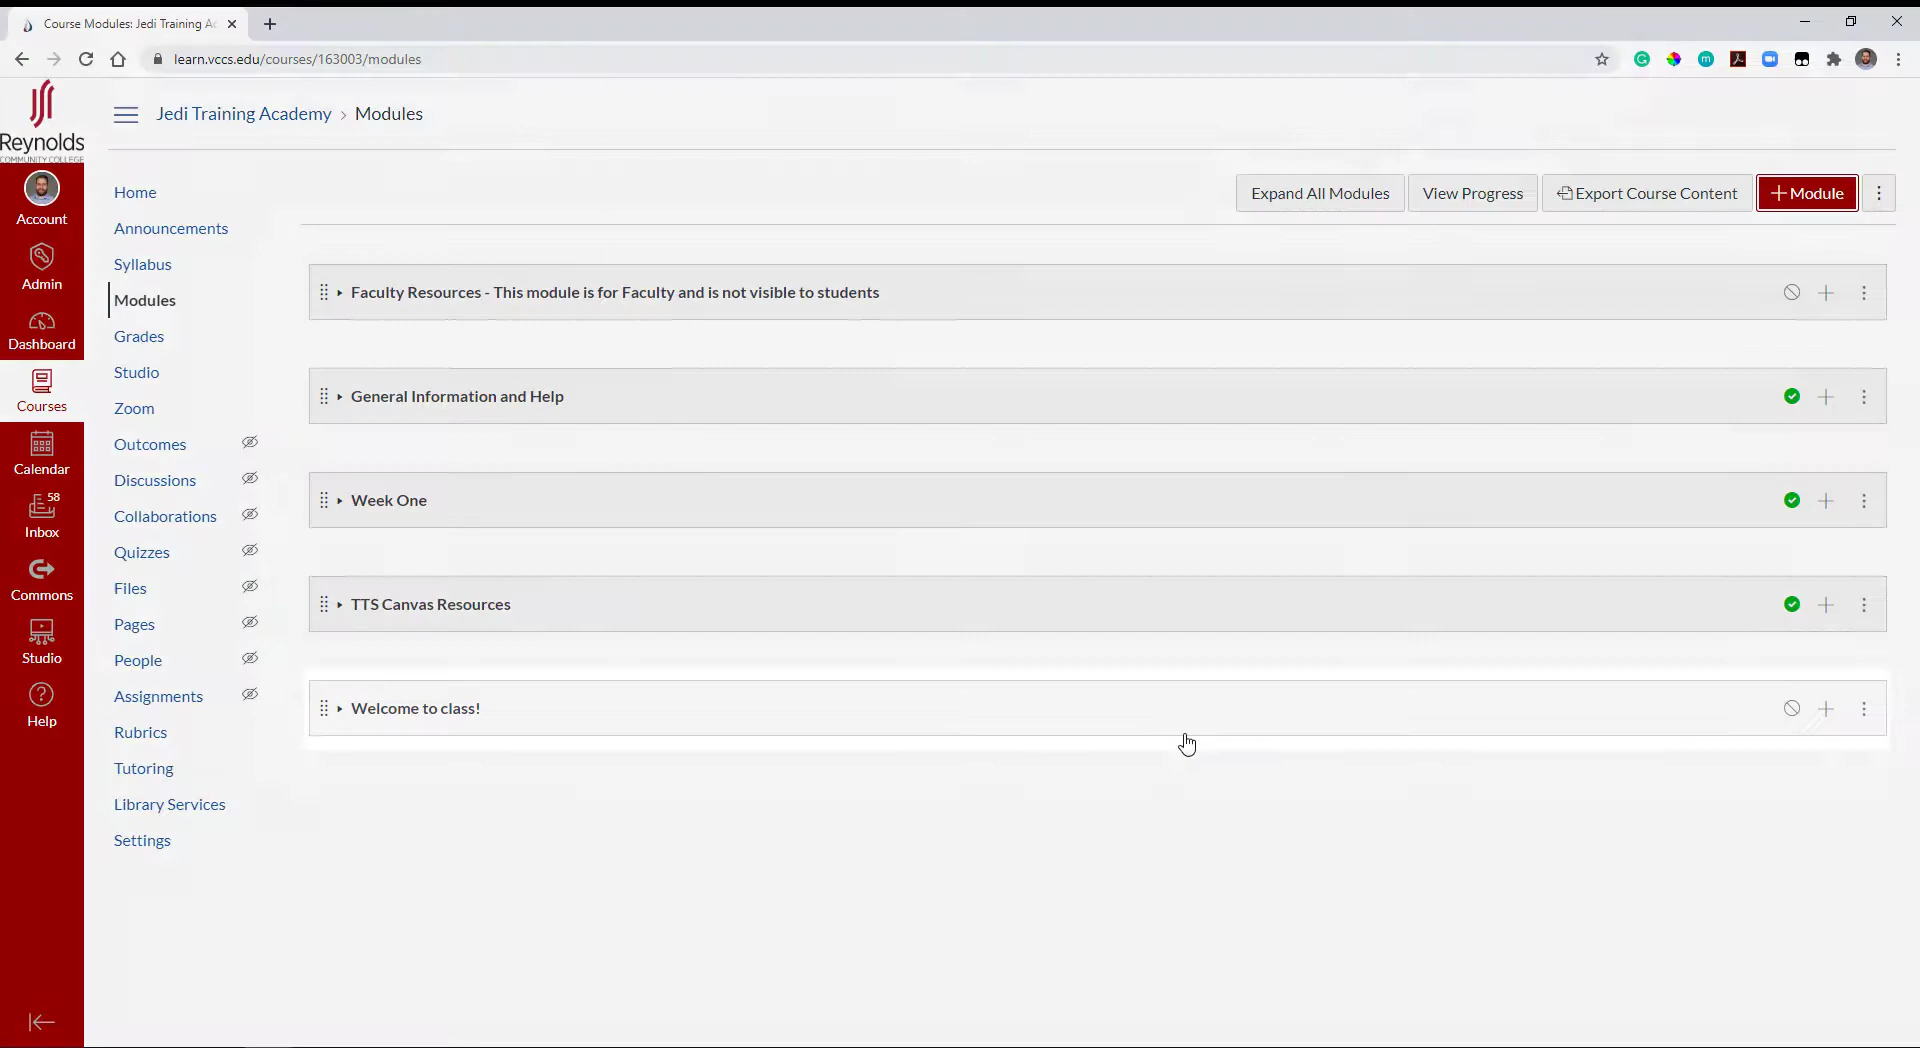 Course Modules: Jedi Training Ac
learn.vccs.edu/courses/163003/modules
Reynolds
COMMUNITY COLLEGE
Jedi Training Academy › Modules
Account
Admin
Dashboard
Courses
Calendar
58
Inbox
Commons
Studio
Help
Home
Announcements
Syllabus
Modules
Grades
Studio
Zoom
Outcomes
Discussions
Collaborations
Quizzes
Files
Pages
People
Assignments
Rubrics
Tutoring
Library Services
Settings
Expand All Modules
View Progress
Export Course Content
+ Module
Faculty Resources - This module is for Faculty and is not visible to students
General Information and Help
Week One
TTS Canvas Resources
Welcome to class!